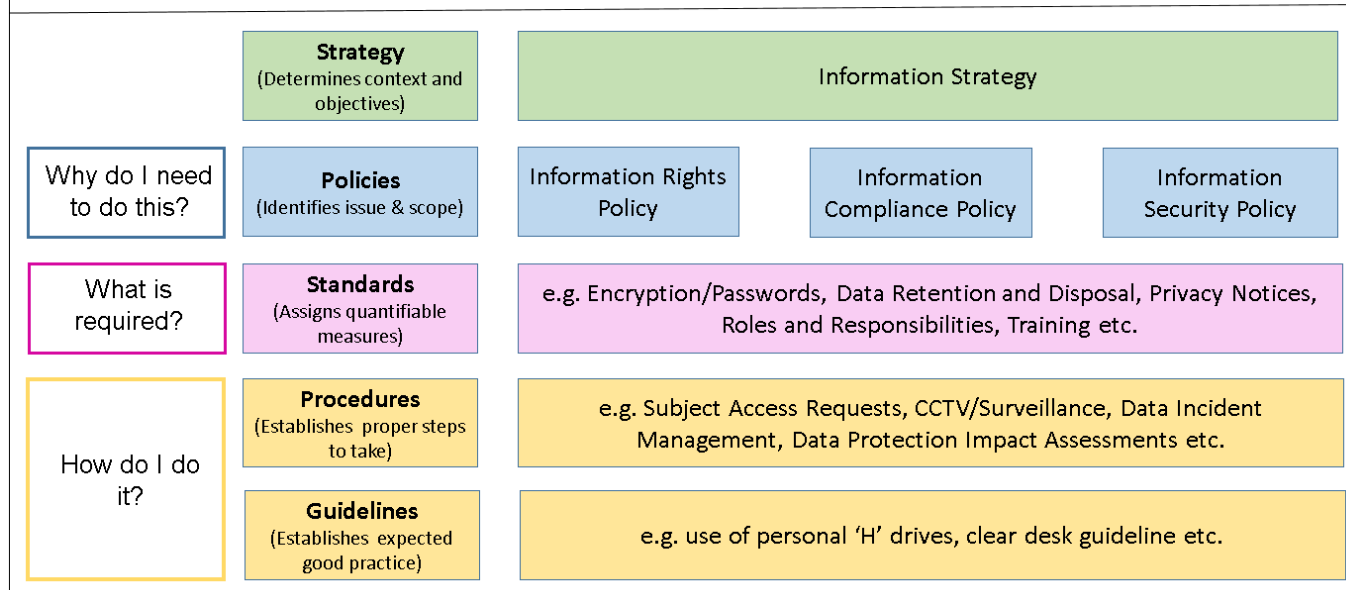 Strategy
(Determines context and
objectives)
Information Strategy
Why do I need
to do this?
Policies
(Identifies issue & scope)
Information Rights
Policy
Information
Compliance Policy
Information
Security Policy
What is
required?
Standards
(Assigns quantifiable
measures)
e.g. Encryption/Passwords, Data Retention and Disposal, Privacy Notices,
Roles and Responsibilities, Training etc.
How do I do
it?
Procedures
(Establishes proper steps
to take)
e.g. Subject Access Requests, CCTV/Surveillance, Data Incident
Management, Data Protection Impact Assessments etc.
Guidelines
(Establishes expected
good practice)
e.g. use of personal ‘H’ drives, clear desk guideline etc.